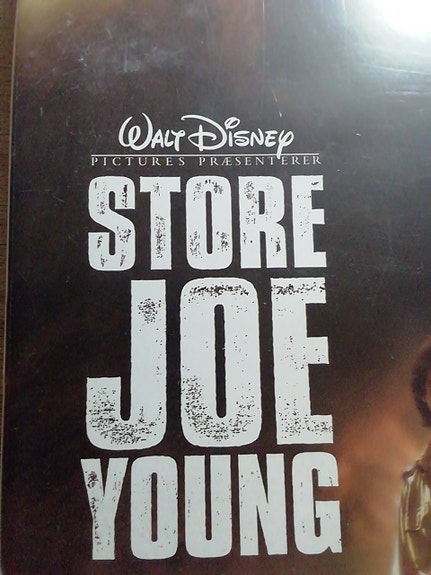 WALT DISNEY
PICTURES PRÆSENTERER
STORE
JOE
YOUNG